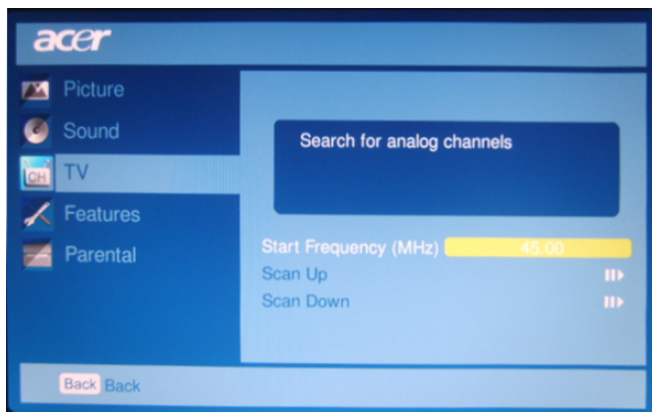 acer
Picture
Sound
CH
TV
Features
Parental
Search for analog channels
Start Frequency (MHz) 45.00
Scan Up
Scan Down
Back Back